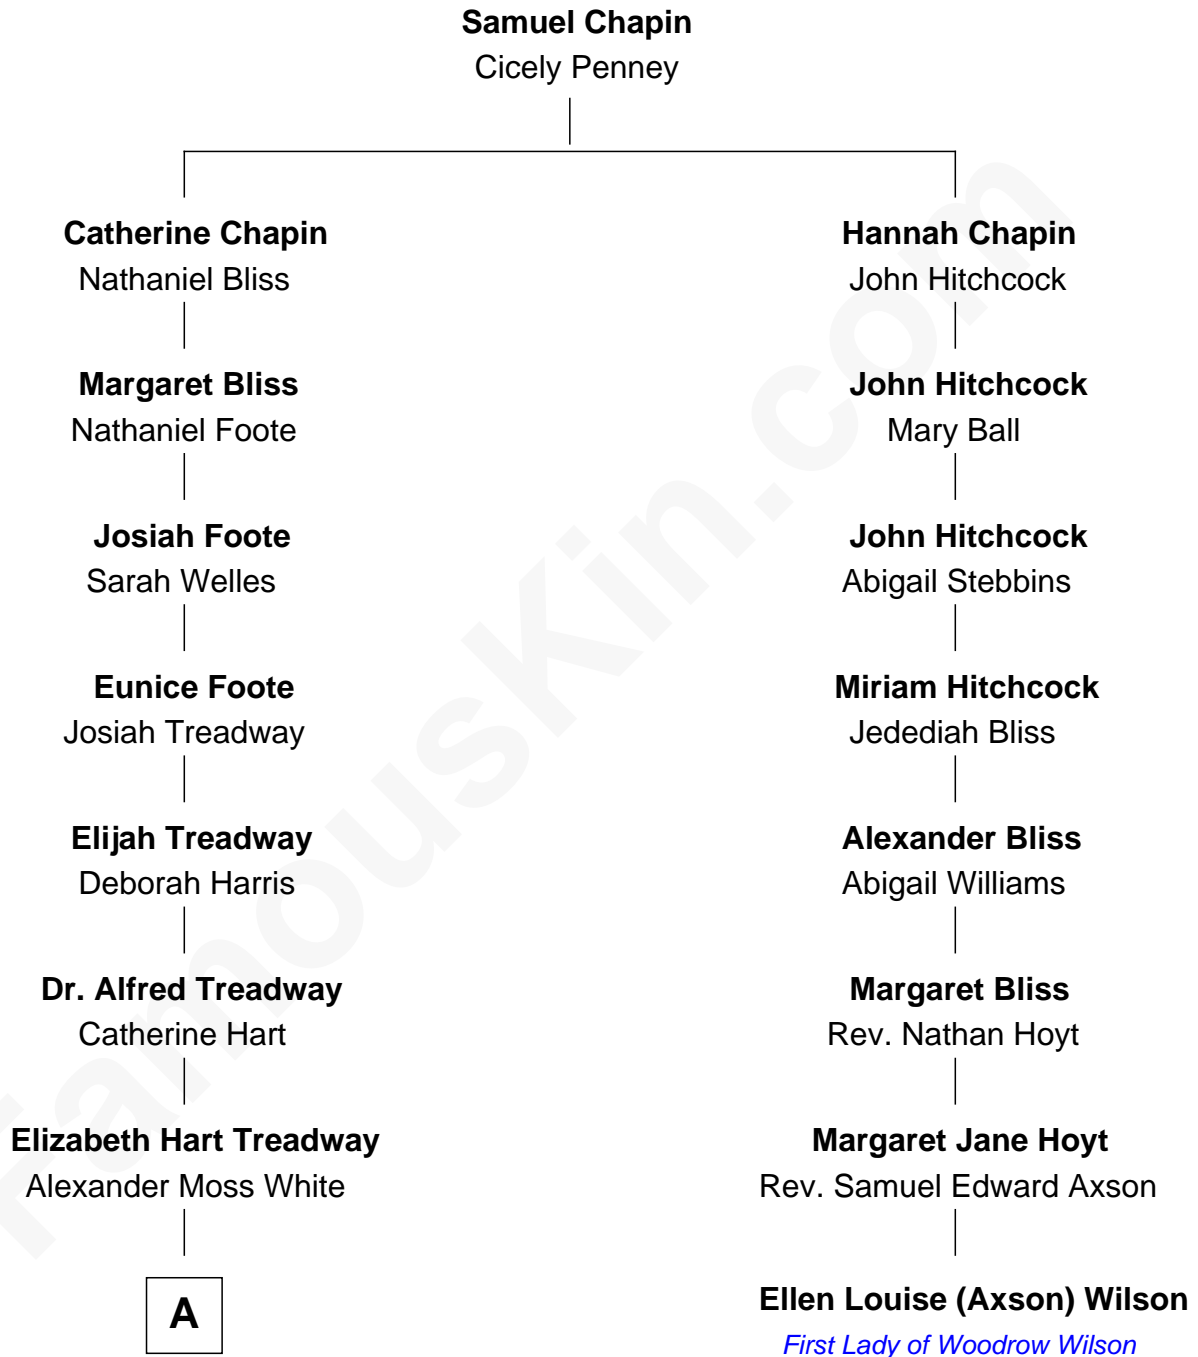 Samuel Chapin
Cicely Penney
Catherine Chapin
Nathaniel Bliss
Margaret Bliss
Nathaniel Foote
Josiah Foote
Sarah Welles
Eunice Foote
Josiah Treadway
Elijah Treadway
Deborah Harris
Dr. Alfred Treadway
Catherine Hart
Elizabeth Hart Treadway
Alexander Moss White
A
Hannah Chapin
John Hitchcock
John Hitchcock
Mary Ball
John Hitchcock
Abigail Stebbins
Miriam Hitchcock
Jedediah Bliss
Alexander Bliss
Abigail Williams
Margaret Bliss
Rev. Nathan Hoyt
Margaret Jane Hoyt
Rev. Samuel Edward Axson
Ellen Louise (Axson) Wilson
First Lady of Woodrow Wilson
FamousKin.com